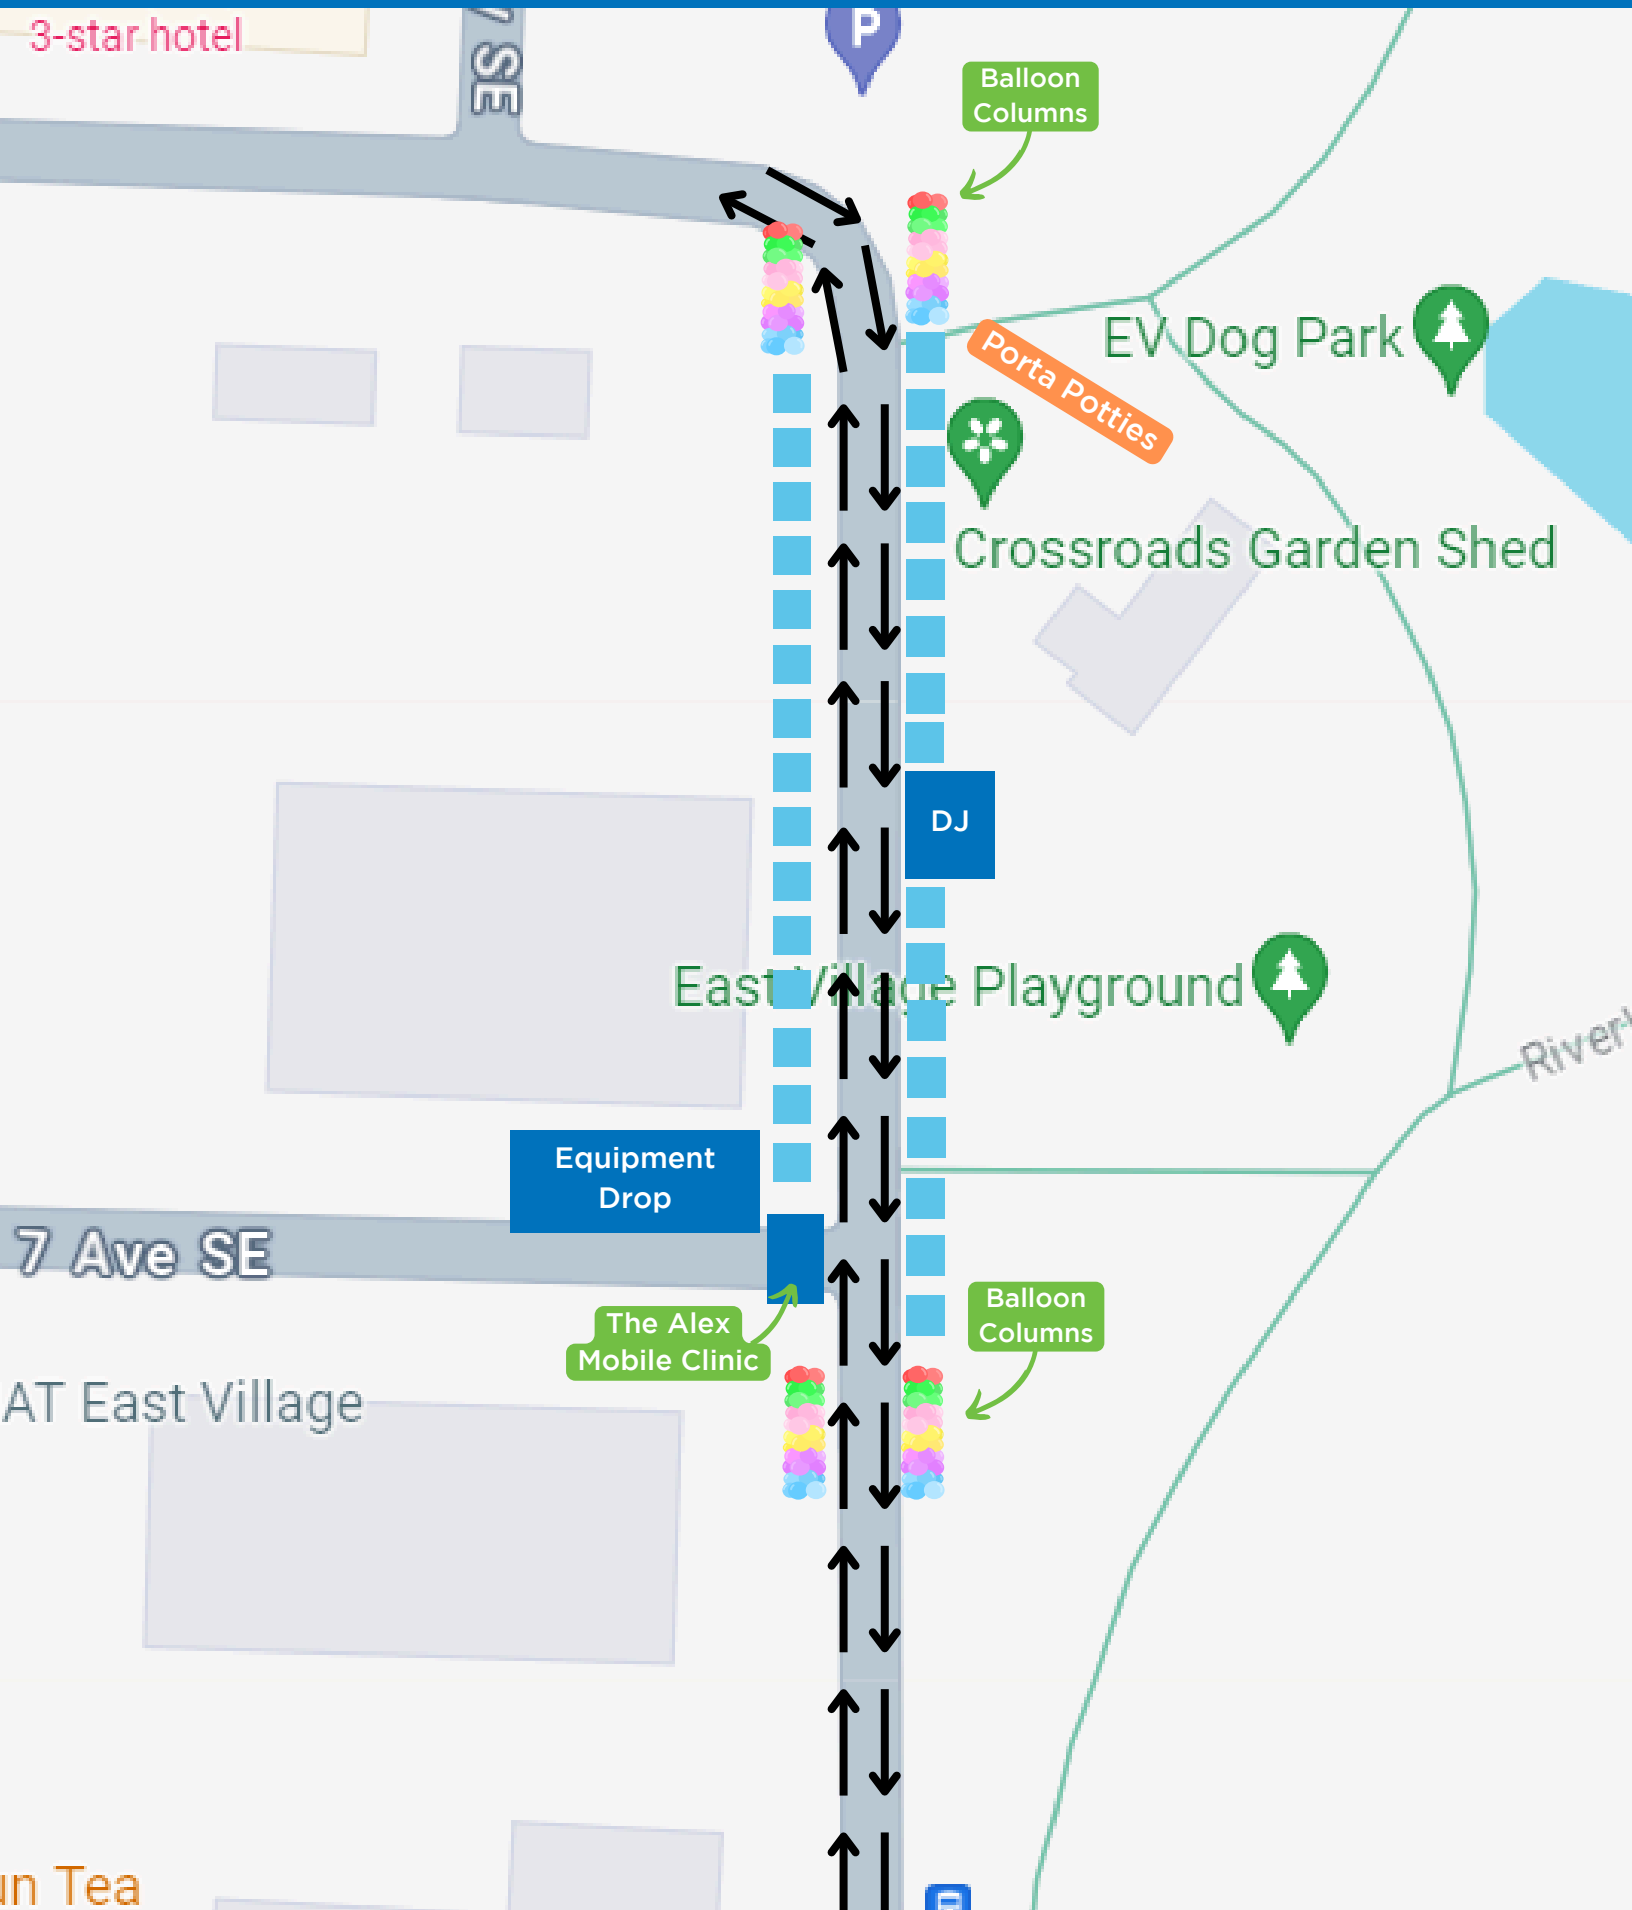 3-star hotel
SE
P
Balloon
Columns
EV Dog Park
Porta Potties
Crossroads Garden Shed
DJ
East Village Playground
River
Equipment
Drop
7 Ave SE
The Alex
Mobile Clinic
Balloon
Columns
AT East Village
Tea